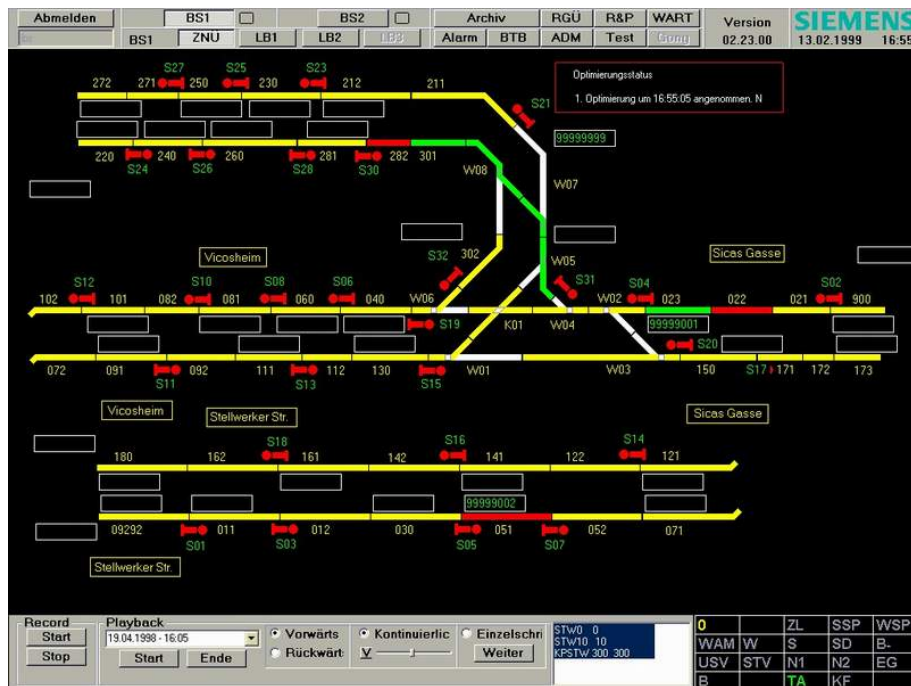 Abmelden BS1 BS2 Archiv RGÜ R&P WART Version SIEMENS
BS1 ZNÜ LB1 LB2 LB3 Alarm BTB ADM Test Gong 02.23.00 13.02.1999 16:55
S27 S25 S23
272 271 250 230 212 211
Optimierungsstatus
1. Optimierung um 16:55:05 angenommen. N
S21
99999999
220 240 260 281 282 301
S24 S26 S28 S30
W08
W07
Vicosheim
S32 302
W05
Sicas Gasse
S12 S10 S08 S06 S31 S04 S02
102 101 082 081 060 040 W06 W02 023 022 021 900
S19 K01 W04 99999001
S20
072 091 092 111 112 130 W01 W03 150 S17 171 172 173
S11 S13 S15
Vicosheim
Stellwerker Str.
Sicas Gasse
S18 S16 S14
180 162 161 142 141 122 121
99999002
09292 011 012 030 051 052 071
S01 S03 S05 S07
Stellwerker Str.
Record
Start
Stop
Playback
19.04.1998 - 16:05
Start Ende
Vorwärts
Rückwärt
Kontinuierlic
V
Einzelschri
Weiter
STW0 0
STW10 10
KPSTW 300 300
0 ZL SSP WSP
WAM W S SD B-
USV STV N1 N2 EG
B TA KF